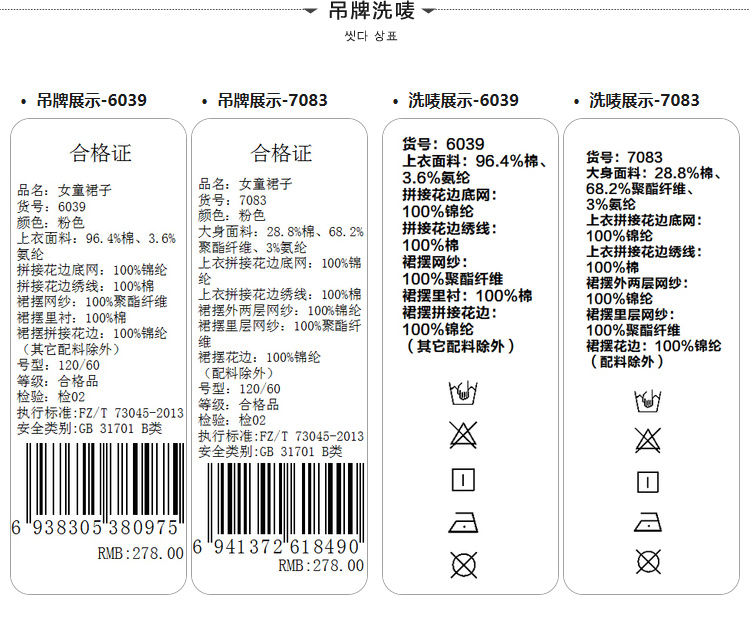 吊牌洗唛
씻다 상표
• 吊牌展示-6039
合格证
品名：女童裙子
货号：6039
颜色：粉色
上衣面料：96.4%棉、3.6%
氨纶
拼接花边底网：100%锦纶
拼接花边绣线：100%棉
裙摆网纱：100%聚酯纤维
裙摆里衬：100%棉
裙摆拼接花边：100%锦纶
（其它配料除外）
号型：120/60
等级：合格品
检验：检02
执行标准:FZ/T 73045-2013
安全类别:GB 31701 B类
6 938305 380975
RMB:278.00
• 吊牌展示-7083
合格证
品名：女童裙子
货号：7083
颜色：粉色
大身面料：28.8%棉、68.2%
聚酯纤维、3%氨纶
上衣拼接花边底网：100%锦
纶
上衣拼接花边绣线：100%棉
裙摆外两层网纱：100%锦纶
裙摆里层网纱：100%聚酯纤
维
裙摆花边：100%锦纶
（配料除外）
号型：120/60
等级：合格品
检验：检02
执行标准:FZ/T 73045-2013
安全类别:GB 31701 B类
6 941372 618490
RMB:278.00
• 洗唛展示-6039
货号：6039
上衣面料：96.4%棉、
3.6%氨纶
拼接花边底网：
100%锦纶
拼接花边绣线：
100%棉
裙摆网纱：
100%聚酯纤维
裙摆里衬：100%棉
裙摆拼接花边：
100%锦纶
（其它配料除外）
• 洗唛展示-7083
货号：7083
大身面料：28.8%棉、
68.2%聚酯纤维、
3%氨纶
上衣拼接花边底网：
100%锦纶
上衣拼接花边绣线：
100%棉
裙摆外两层网纱：
100%锦纶
裙摆里层网纱：
100%聚酯纤维
裙摆花边：100%锦纶
（配料除外）